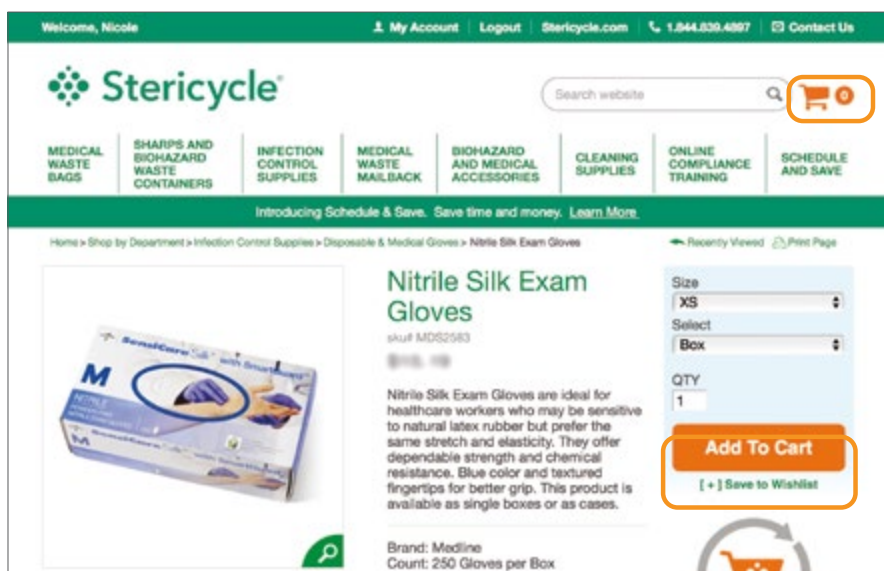 Welcome, Nicole
My Account
Logout
Stericycle.com
1.844.839.4897
Contact Us
Stericycle
Search website
0
MEDICAL
WASTE
BAGS
SHARPS AND
BIOHAZARD
WASTE
CONTAINERS
INFECTION
CONTROL
SUPPLIES
MEDICAL
WASTE
MAILBACK
BIOHAZARD
AND MEDICAL
ACCESSORIES
CLEANING
SUPPLIES
ONLINE
COMPLIANCE
TRAINING
SCHEDULE
AND SAVE
Introducing Schedule & Save. Save time and money. Learn More
Home > Shop by Department > Infection Control Supplies > Disposable & Medical Gloves > Nitrile Silk Exam Gloves
Recently Viewed
Print Page
SensiCare Silk with SmartGuard
M
NITRILE
M
SensiCare
Nitrile Silk Exam
Gloves
sku# MDS2583
Nitrile Silk Exam Gloves are ideal for
healthcare workers who may be sensitive
to natural latex rubber but prefer the
same stretch and elasticity. They offer
dependable strength and chemical
resistance. Blue color and textured
fingertips for better grip. This product is
available as single boxes or as cases.
Brand: Medline
Count: 250 Gloves per Box
Size
XS
Select
Box
QTY
1
Add To Cart
[ + ] Save to Wishlist